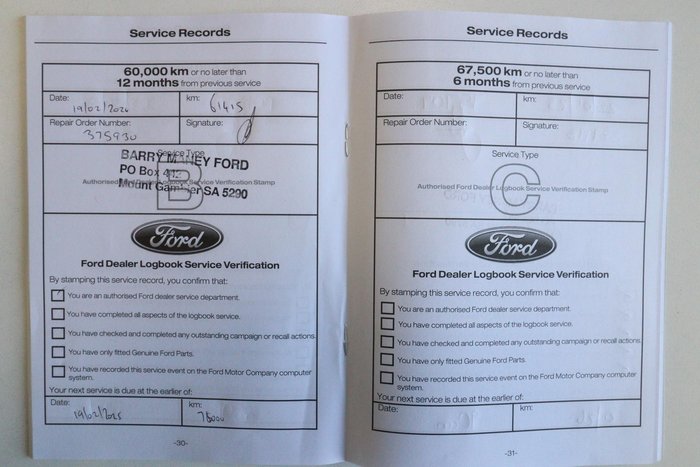 Service Records
60,000 km or no later than
12 months from previous service
Date:
19/02/2024
km:
61415
Repair Order Number:
375930
Signature:
Service Type
B
BARRY MANEY FORD
PO Box
Authorised Ford Dealer Logbook Service Verification Stamp
Mount Gambier SA 5290
Ford
Ford Dealer Logbook Service Verification
By stamping this service record, you confirm that:
You are an authorised Ford dealer service department.
You have completed all aspects of the logbook service.
You have checked and completed any outstanding campaign or recall actions.
You have only fitted Genuine Ford Parts.
You have recorded this service event on the Ford Motor Company computer
system.
Your next service is due at the earlier of:
Date:
19/02/2025
km:
-30-
Service Records
67,500 km or no later than
6 months from previous service
Date:
km:
Repair Order Number:
Signature:
Service Type
C
Authorised Ford Dealer Logbook Service Verification Stamp
Ford
Ford Dealer Logbook Service Verification
By stamping this service record, you confirm that:
You are an authorised Ford dealer service department.
You have completed all aspects of the logbook service.
You have checked and completed any outstanding campaign or recall actions.
You have only fitted Genuine Ford Parts.
You have recorded this service event on the Ford Motor Company computer
system.
Your next service is due at the earlier of:
Date:
km:
-31-